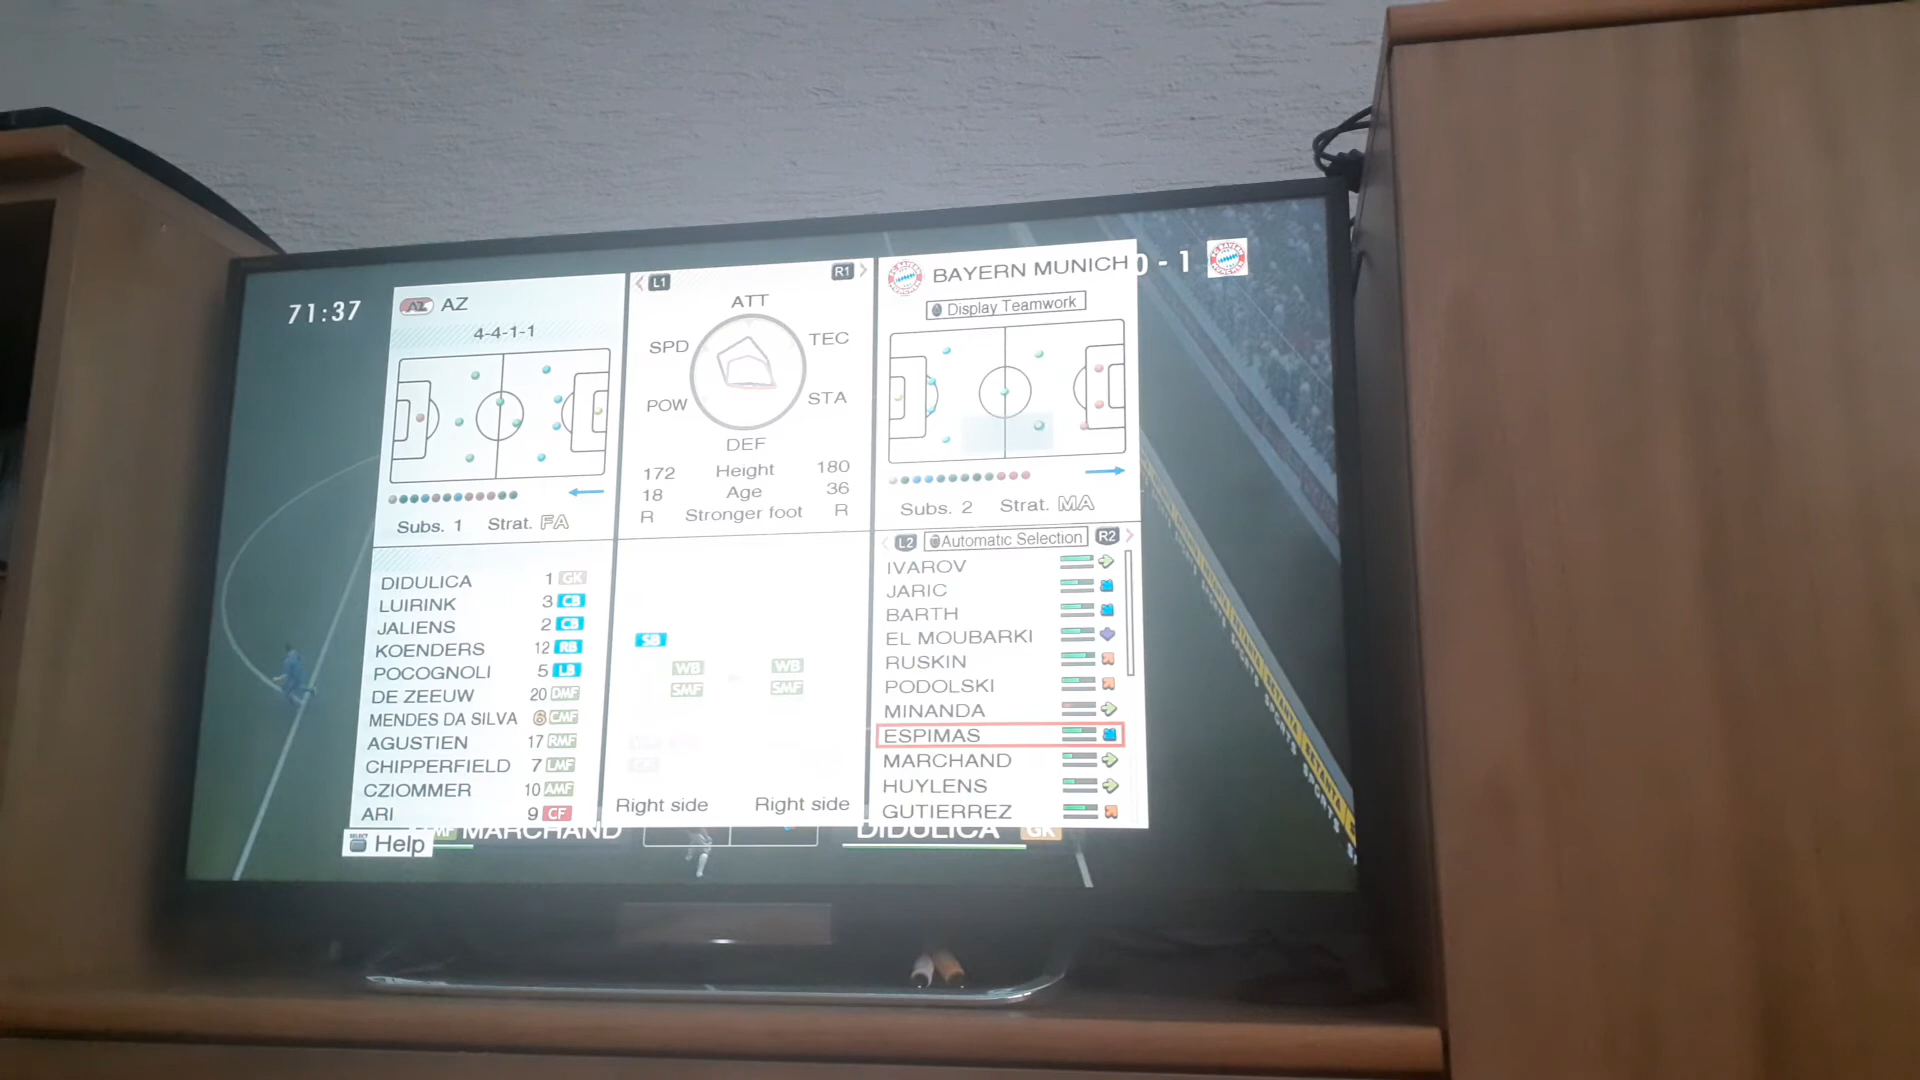 71:37
AZ AZ
4-4-1-1
Subs. 1 Strat. FA
L1 R1
ATT
SPD TEC
POW STA
DEF
172 Height 180
18 Age 36
R Stronger foot R
BAYERN MUNICH 0 - 1
Display Teamwork
Subs. 2 Strat. MA
L2 Automatic Selection R2
DIDULICA 1 GK
LUIRINK 3 CB
JALIENS 2 CB
KOENDERS 12 RB
POCOGNOLI 5 LB
DE ZEEUW 20 DMF
MENDES DA SILVA 6 CMF
AGUSTIEN 17 RMF
CHIPPERFIELD 7 LMF
CZIOMMER 10 AMF
ARI 9 CF
SB
WB WB
SMF SMF
Right side Right side
IVAROV
JARIC
BARTH
EL MOUBARKI
RUSKIN
PODOLSKI
MINANDA
ESPIMAS
MARCHAND
HUYLENS
GUTIERREZ
SELECT Help
MARCHAND
DIDULICA GK
SPORTS
SPORTS